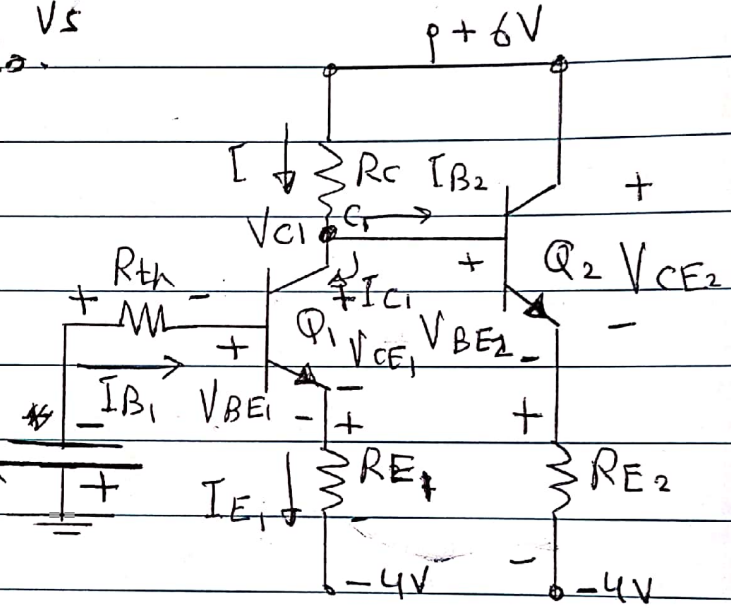 Vs
+ 6V
I
RC
IB2
VC1
C1
+
Rth
+
-
+
Q2
VCE2
+
IC1
Q1
VCE1
VBE2
-
-
+
IB1
VBE1
-
-
-
+
+
+
IE1
RE1
RE2
-
-4V
-4V